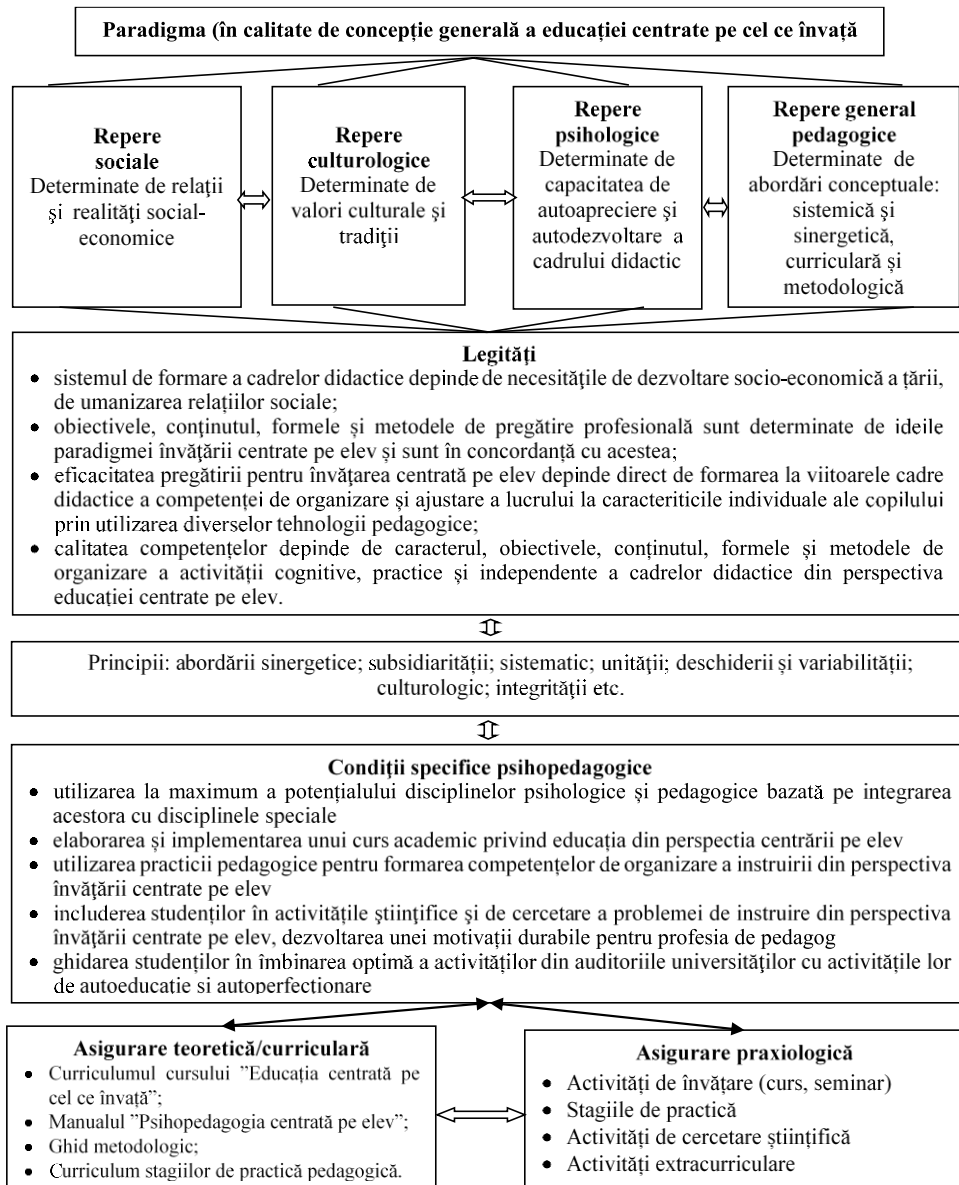 Paradigma (în calitate de concepție generală a educației centrate pe cel ce învață
Repere
sociale
Determinate de relații
și realități social-
economice
Repere
culturologice
Determinate de
valori culturale și
tradiții
Repere
psihologice
Determinate de
capacitatea de
autoapreciere și
autodezvoltare a
cadrului didactic
Repere general
pedagogice
Determinate de
abordări conceptuale:
sistemică şi
sinergetică,
curriculară și
metodologică
Legităţi
• sistemul de formare a cadrelor didactice depinde de necesitățile de dezvoltare socio-economică a țării,
de umanizarea relațiilor sociale;
• obiectivele, conţinutul, formele și metodele de pregătire profesională sunt determinate de ideile
paradigmei învăţării centrate pe elev și sunt în concordanță cu acestea;
• eficacitatea pregătirii pentru învăţarea centrată pe elev depinde direct de formarea la viitoarele cadre
didactice a competenței de organizare și ajustare a lucrului la caracteriticile individuale ale copilului
prin utilizarea diverselor tehnologii pedagogice;
• calitatea competențelor depinde de caracterul, obiectivele, conținutul, formele și metodele de
organizare a activității cognitive, practice și independente a cadrelor didactice din perspectiva
educației centrate pe elev.
Principii: abordării sinergetice; subsidiarității; sistematic; unităţii; deschiderii și variabilității;
culturologic; integrităţii etc.
Condiţii specifice psihopedagogice
• utilizarea la maximum a potențialului disciplinelor psihologice și pedagogice bazată pe integrarea
acestora cu disciplinele speciale
• elaborarea și implementarea unui curs academic privind educația din perspectia centrării pe elev
• utilizarea practicii pedagogice pentru formarea competențelor de organizare a instruirii din perspectiva
învăţării centrate pe elev
• includerea studenților în activitățile ştiinţifice și de cercetare a problemei de instruire din perspectiva
învăţării centrate pe elev, dezvoltarea unei motivații durabile pentru profesia de pedagog
• ghidarea studenților în îmbinarea optimă a activităților din auditoriile universităţilor cu activitățile lor
de autoeducație si autoperfecționare
Asigurare teoretică/curriculară
• Curriculumul cursului ”Educația centrată pe
cel ce învață”;
• Manualul ”Psihopedagogia centrată pe elev”;
• Ghid metodologic;
• Curriculum stagiilor de practică pedagogică.
Asigurare praxiologică
• Activități de învățare (curs, seminar)
• Stagiile de practică
• Activități de cercetare științifică
• Activități extracurriculare